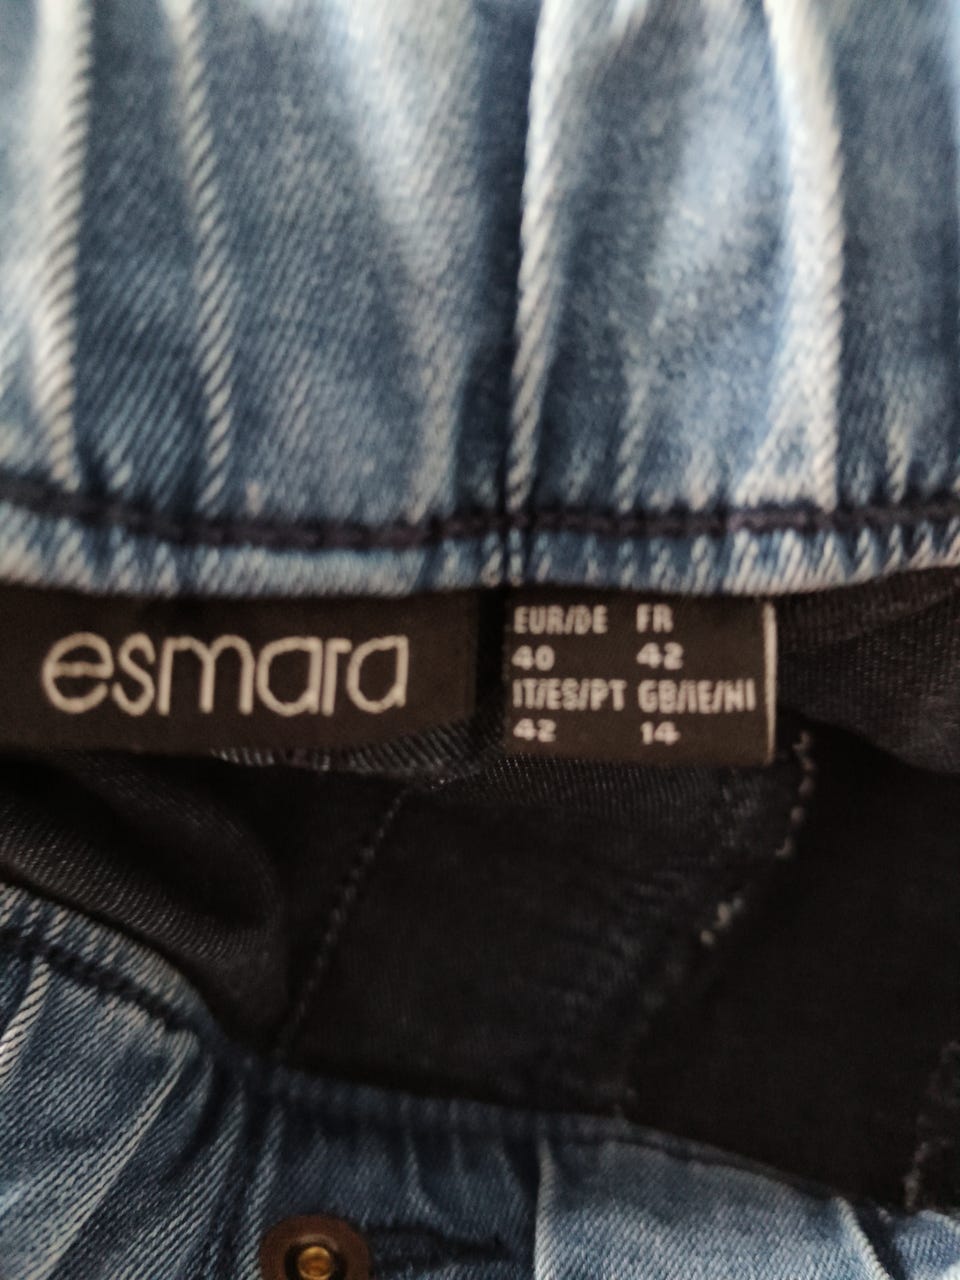 esmara
EUR/DE FR
40 42
IT/ES/PT GB/IE/NI
42 14